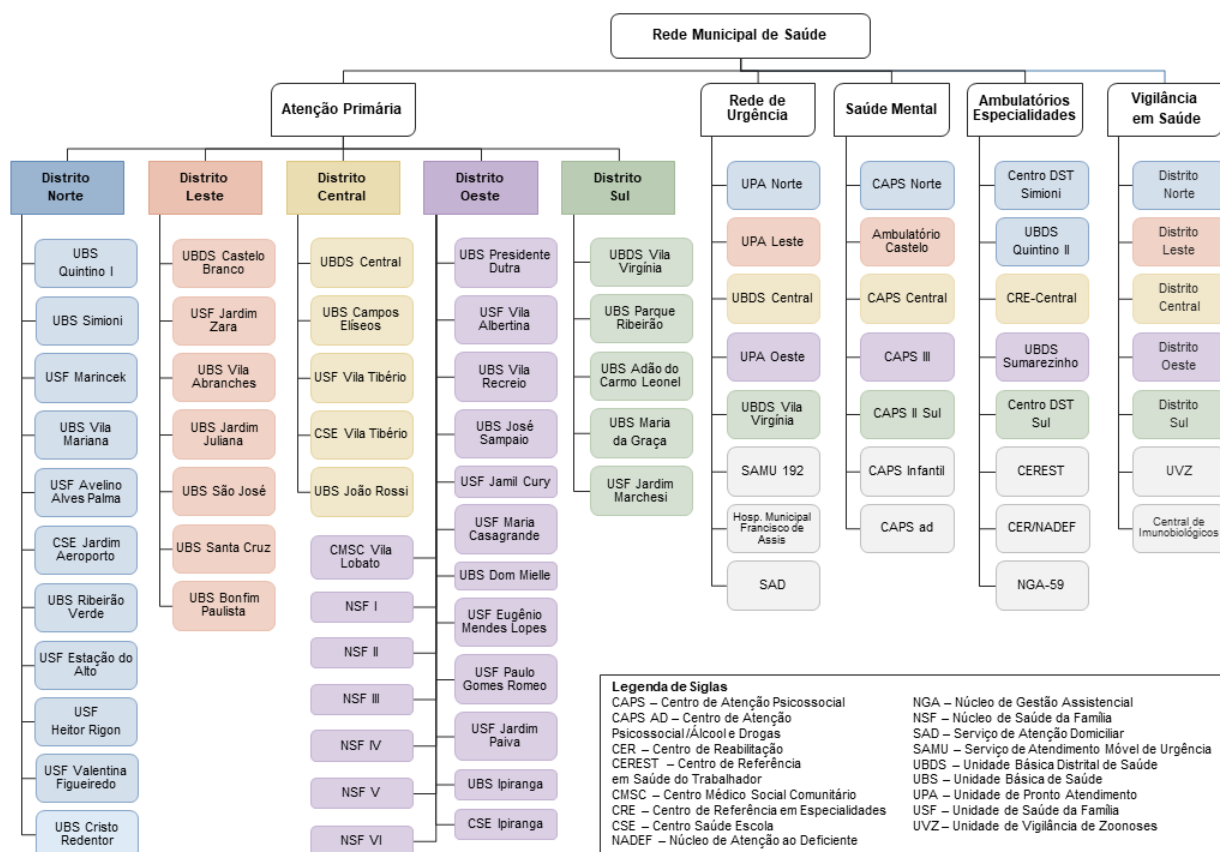 Rede Municipal de Saúde
Atenção Primária
Rede de
Urgência
Saúde Mental
Ambulatórios
Especialidades
Vigilância
em Saúde
Distrito
Norte
UBS
Quintino I
UBS Simioni
USF Marincek
UBS Vila
Mariana
USF Avelino
Alves Palma
CSE Jardim
Aeroporto
UBS Ribeirão
Verde
USF Estação do
Alto
USF
Heitor Rigon
USF Valentina
Figueiredo
UBS Cristo
Redentor
Distrito
Leste
UBDS Castelo
Branco
USF Jardim
Zara
UBS Vila
Abranches
UBS Jardim
Juliana
UBS São José
UBS Santa Cruz
UBS Bonfim
Paulista
Distrito
Central
UBDS Central
UBS Campos
Elíseos
USF Vila Tibério
CSE Vila Tibério
UBS João Rossi
Distrito
Oeste
UBS Presidente
Dutra
USF Vila
Albertina
UBS Vila
Recreio
UBS José
Sampaio
USF Jamil Cury
USF Maria
Casagrande
UBS Dom Mielle
USF Eugênio
Mendes Lopes
USF Paulo
Gomes Romeo
USF Jardim
Paiva
UBS Ipiranga
CSE Ipiranga
CMSC Vila
Lobato
NSF I
NSF II
NSF III
NSF IV
NSF V
NSF VI
Distrito
Sul
UBDS Vila
Virgínia
UBS Parque
Ribeirão
UBS Adão do
Carmo Leonel
UBS Maria
da Graça
USF Jardim
Marchesi
UPA Norte
UPA Leste
UBDS Central
UPA Oeste
UBDS Vila
Virgínia
SAMU 192
Hosp. Municipal
Francisco de
Assis
SAD
CAPS Norte
Ambulatório
Castelo
CAPS Central
CAPS III
CAPS II Sul
CAPS Infantil
CAPS ad
Centro DST
Simioni
UBDS
Quintino II
CRE-Central
UBDS
Sumarezinho
Centro DST
Sul
CEREST
CER/NADEF
NGA-59
Distrito
Norte
Distrito
Leste
Distrito
Central
Distrito
Oeste
Distrito
Sul
UVZ
Central de
Imunobiológicos
Legenda de Siglas
CAPS – Centro de Atenção Psicossocial
CAPS AD – Centro de Atenção
Psicossocial/Álcool e Drogas
CER – Centro de Reabilitação
CEREST – Centro de Referência
em Saúde do Trabalhador
CMSC – Centro Médico Social Comunitário
CRE – Centro de Referência em Especialidades
CSE – Centro Saúde Escola
NADEF – Núcleo de Atenção ao Deficiente
NGA – Núcleo de Gestão Assistencial
NSF – Núcleo de Saúde da Família
SAD – Serviço de Atenção Domiciliar
SAMU – Serviço de Atendimento Móvel de Urgência
UBDS – Unidade Básica Distrital de Saúde
UBS – Unidade Básica de Saúde
UPA – Unidade de Pronto Atendimento
USF – Unidade de Saúde da Família
UVZ – Unidade de Vigilância de Zoonoses